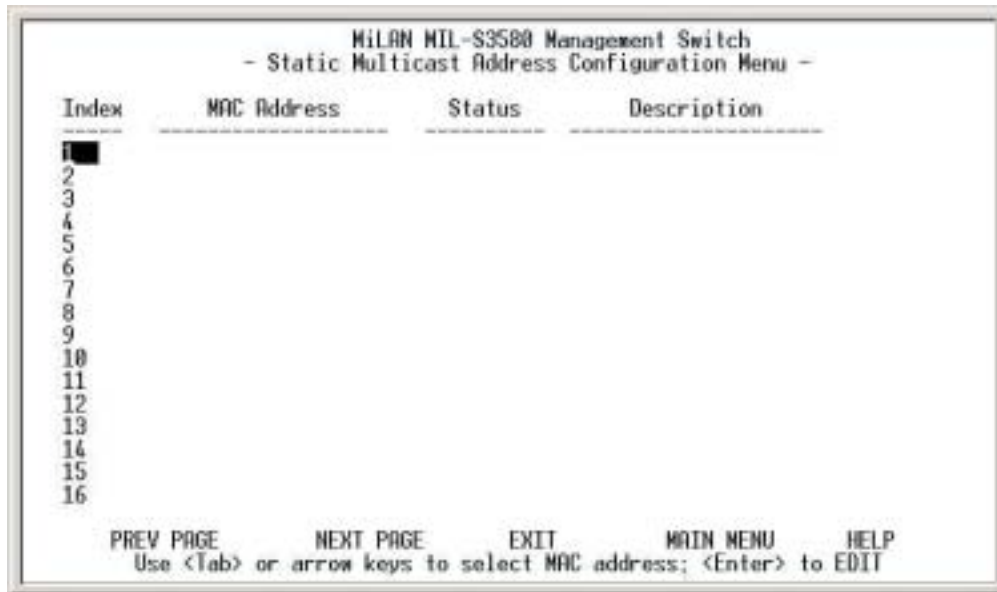 MiLAN MIL-S3580 Management Switch
- Static Multicast Address Configuration Menu -
Index MAC Address Status Description
----- ------------------- ---------- ---------------------
1
2
3
4
5
6
7
8
9
10
11
12
13
14
15
16
PREV PAGE NEXT PAGE EXIT MAIN MENU HELP
Use <Tab> or arrow keys to select MAC address; <Enter> to EDIT